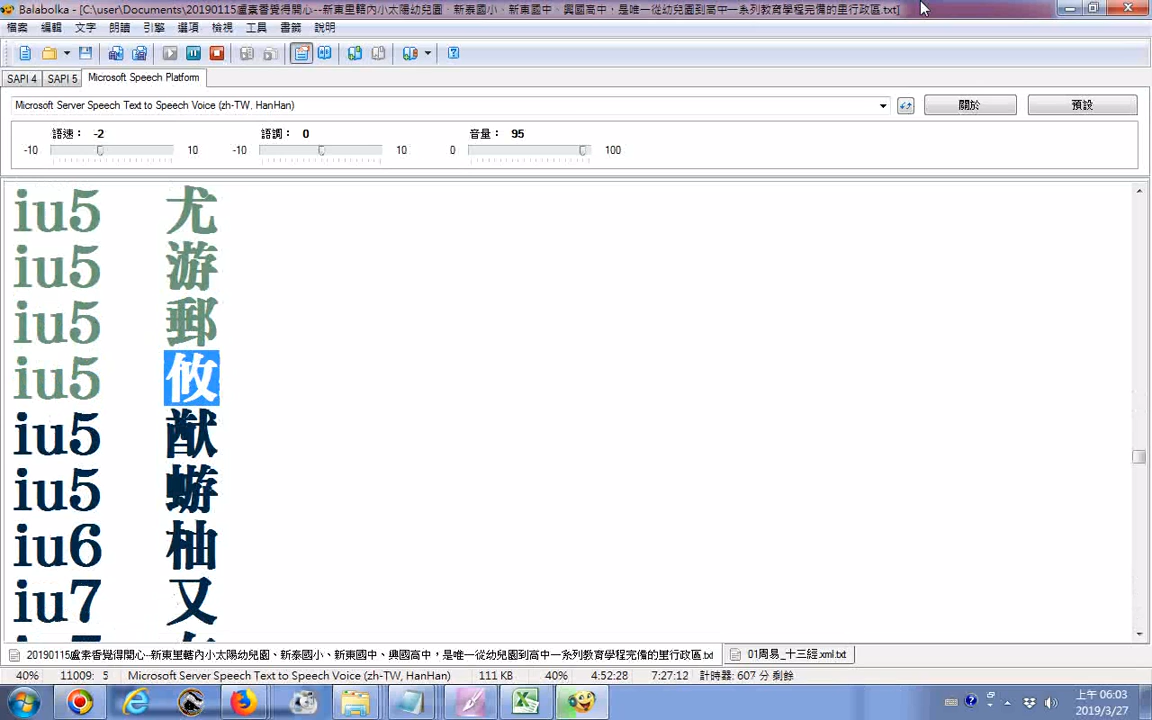 Balabolka - [C:\user\Documents\20190115盧素香覺得開心--新東里轄內小太陽幼兒園、新泰國小、新東國中、興國高中，是唯一從幼兒園到高中一系列教育學程完備的里行政區.txt]
檔案 編輯 文字 朗讀 引擎 選項 檢視 工具 書籤 說明
SAPI 4 SAPI 5 Microsoft Speech Platform
Microsoft Server Speech Text to Speech Voice (zh-TW, HanHan) 關於 預設
語速： -2 語調： 0 音量： 95
-10 10 -10 10 0 100
iu5 尤
iu5 游
iu5 郵
iu5 攸
iu5 猷
iu5 蝣
iu6 柚
iu7 又
20190115盧素香覺得開心--新東里轄內小太陽幼兒園、新泰國小、新東國中、興國高中，是唯一從幼兒園到高中一系列教育學程完備的里行政區.txt 01周易_十三經.xml.txt
40% 11009: 5 Microsoft Server Speech Text to Speech Voice (zh-TW, HanHan) 111 KB 40% 4:52:28 7:27:12 計時器: 607 分 剩餘
上午 06:03
2019/3/27